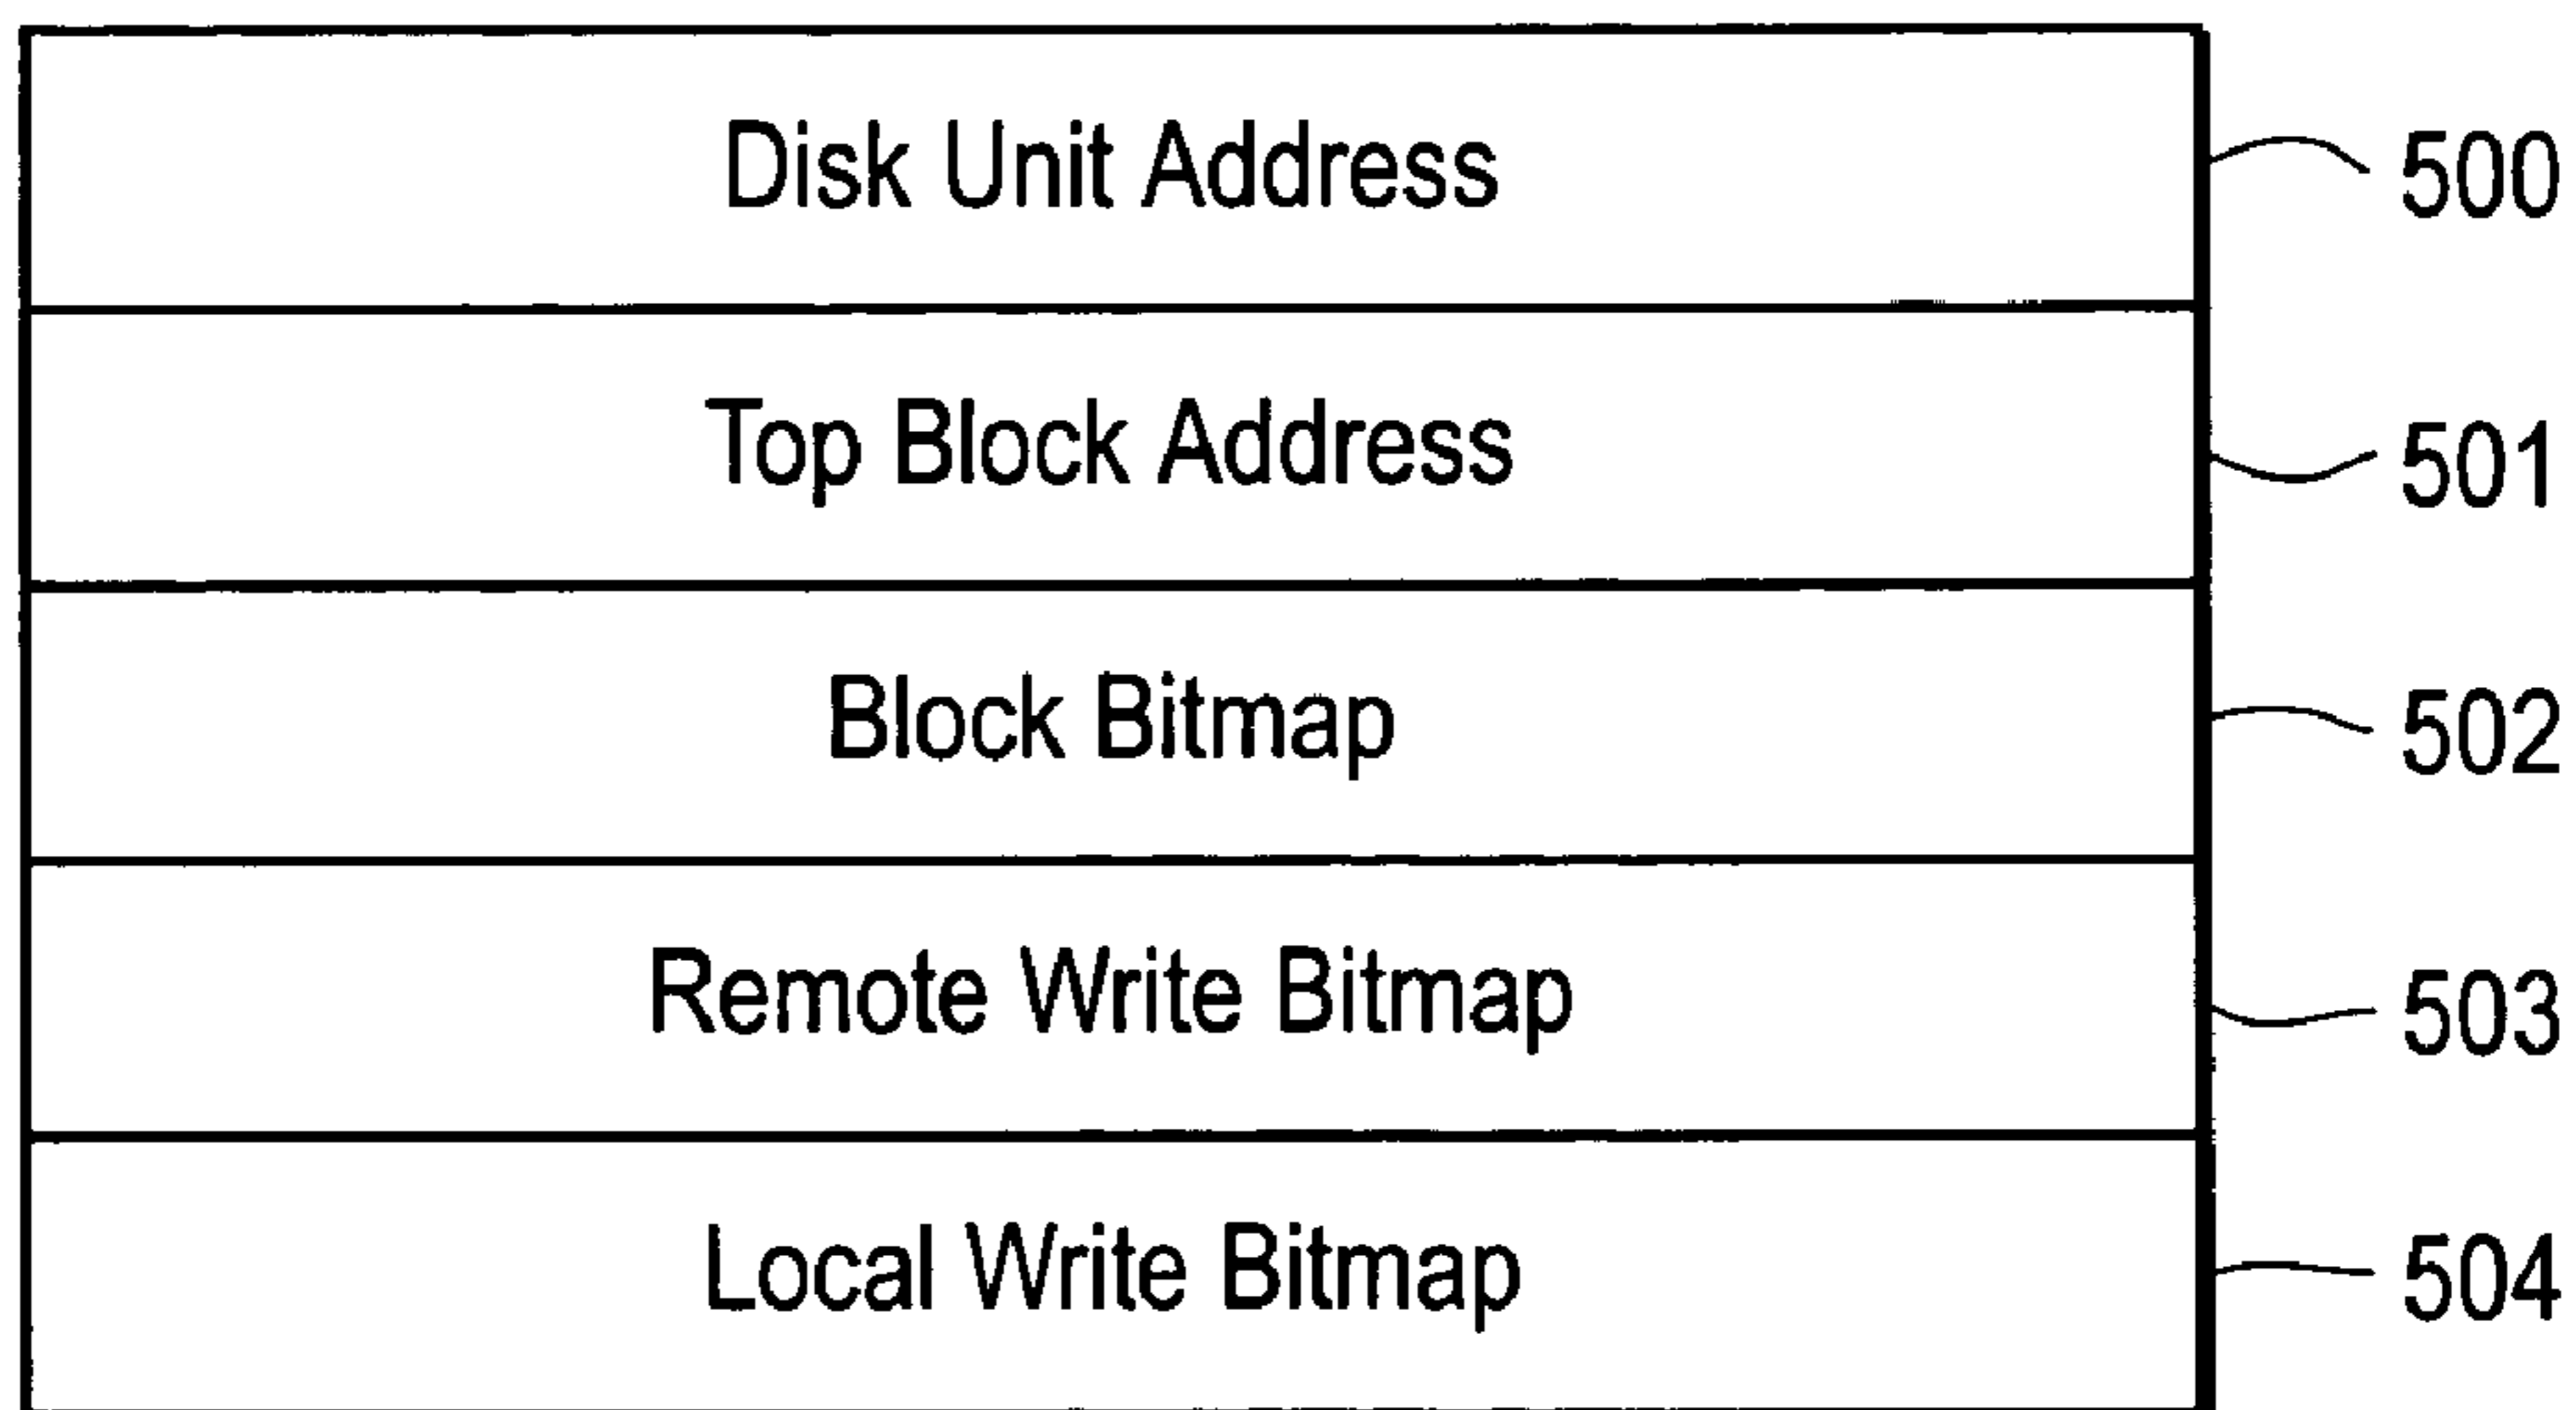 Disk Unit Address 500
Top Block Address 501
Block Bitmap 502
Remote Write Bitmap 503
Local Write Bitmap 504